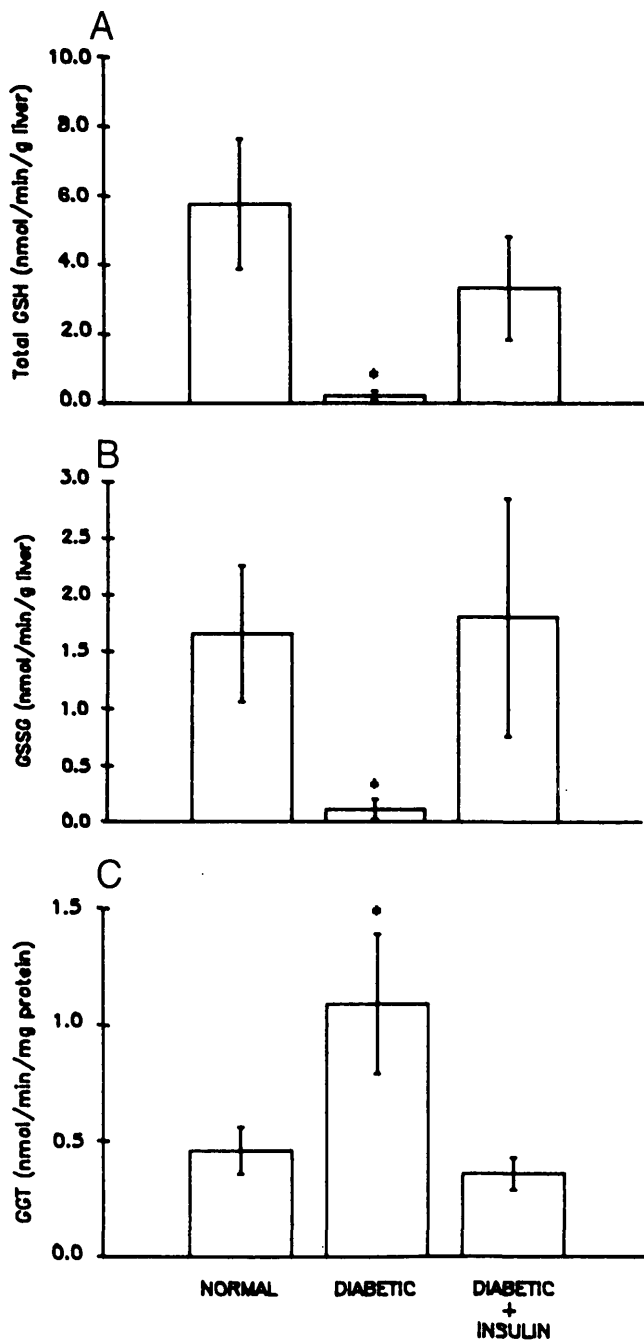 A
Total GSH (nmol/min/g liver)
10.0
8.0
6.0
4.0
2.0
0.0
*
B
GSSG (nmol/min/g liver)
3.0
2.5
2.0
1.5
1.0
0.5
0.0
*
C
GGT (nmol/min/mg protein)
1.5
1.0
0.5
0.0
*
NORMAL
DIABETIC
DIABETIC
+
INSULIN